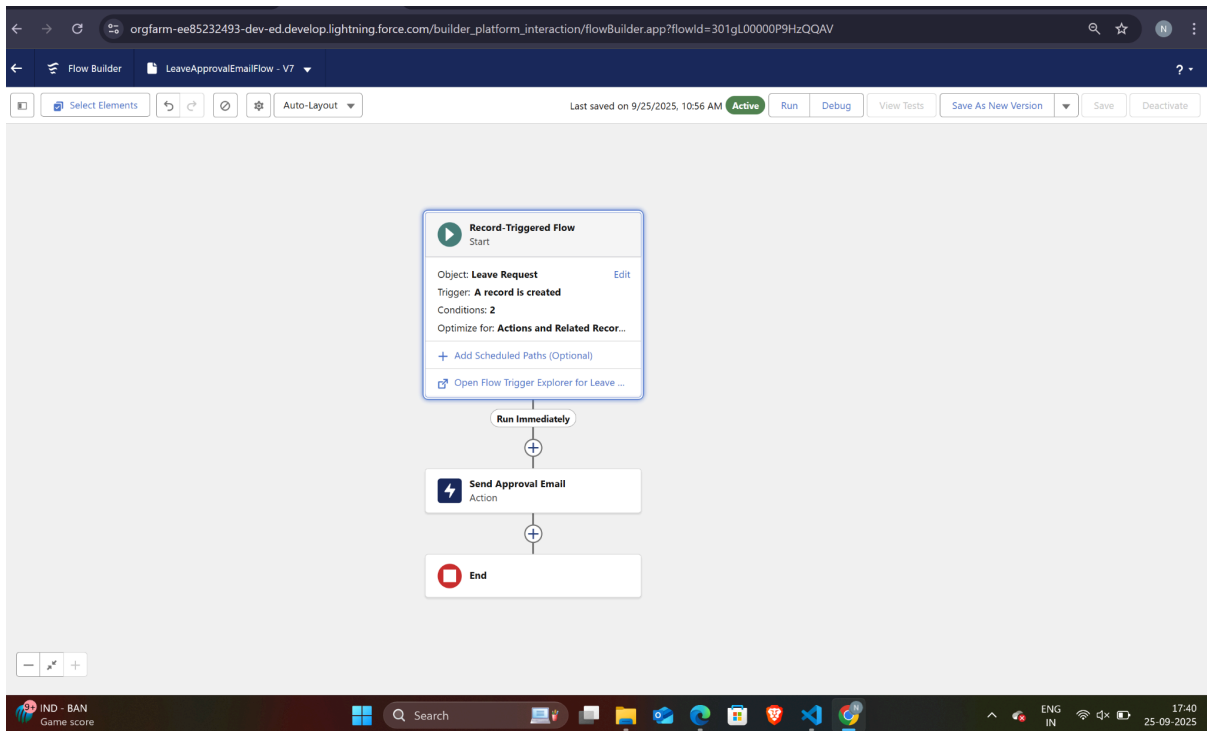 orgfarm-ee85232493-dev-ed.develop.lightning.force.com/builder_platform_interaction/flowBuilder.app?flowId=301gL00000P9HzQQAV
N
Flow Builder
LeaveApprovalEmailFlow - V7
?
Select Elements
Auto-Layout
Last saved on 9/25/2025, 10:56 AM
Active
Run
Debug
View Tests
Save As New Version
Save
Deactivate
Record-Triggered Flow
Start
Object: Leave Request
Edit
Trigger: A record is created
Conditions: 2
Optimize for: Actions and Related Recor...
Add Scheduled Paths (Optional)
Open Flow Trigger Explorer for Leave ...
Run Immediately
Send Approval Email
Action
End
9+
IND - BAN
Game score
Search
N
ENG
IN
17:40
25-09-2025